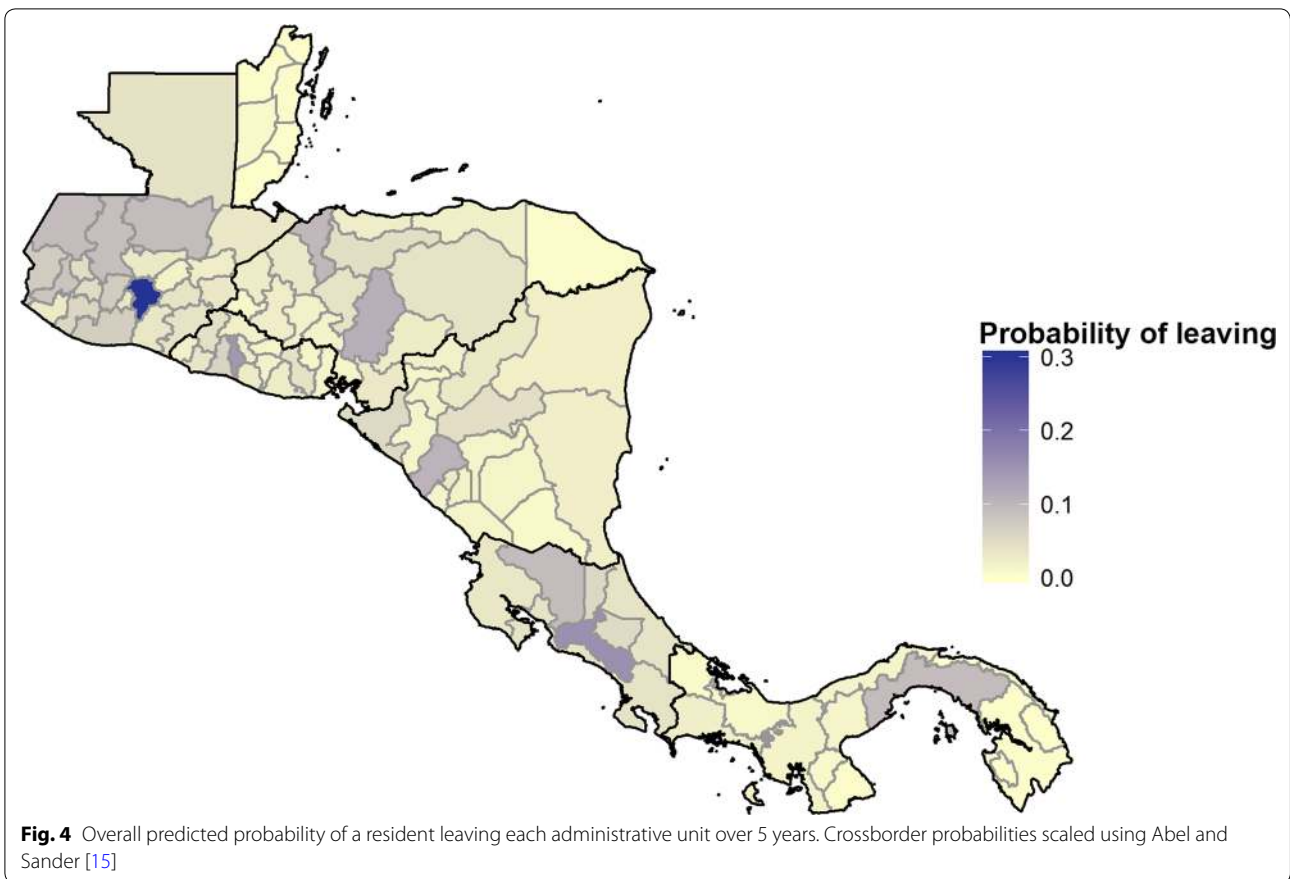 Probability of leaving
0.3
0.2
0.1
0.0
Fig. 4 Overall predicted probability of a resident leaving each administrative unit over 5 years. Crossborder probabilities scaled using Abel and
Sander [15]